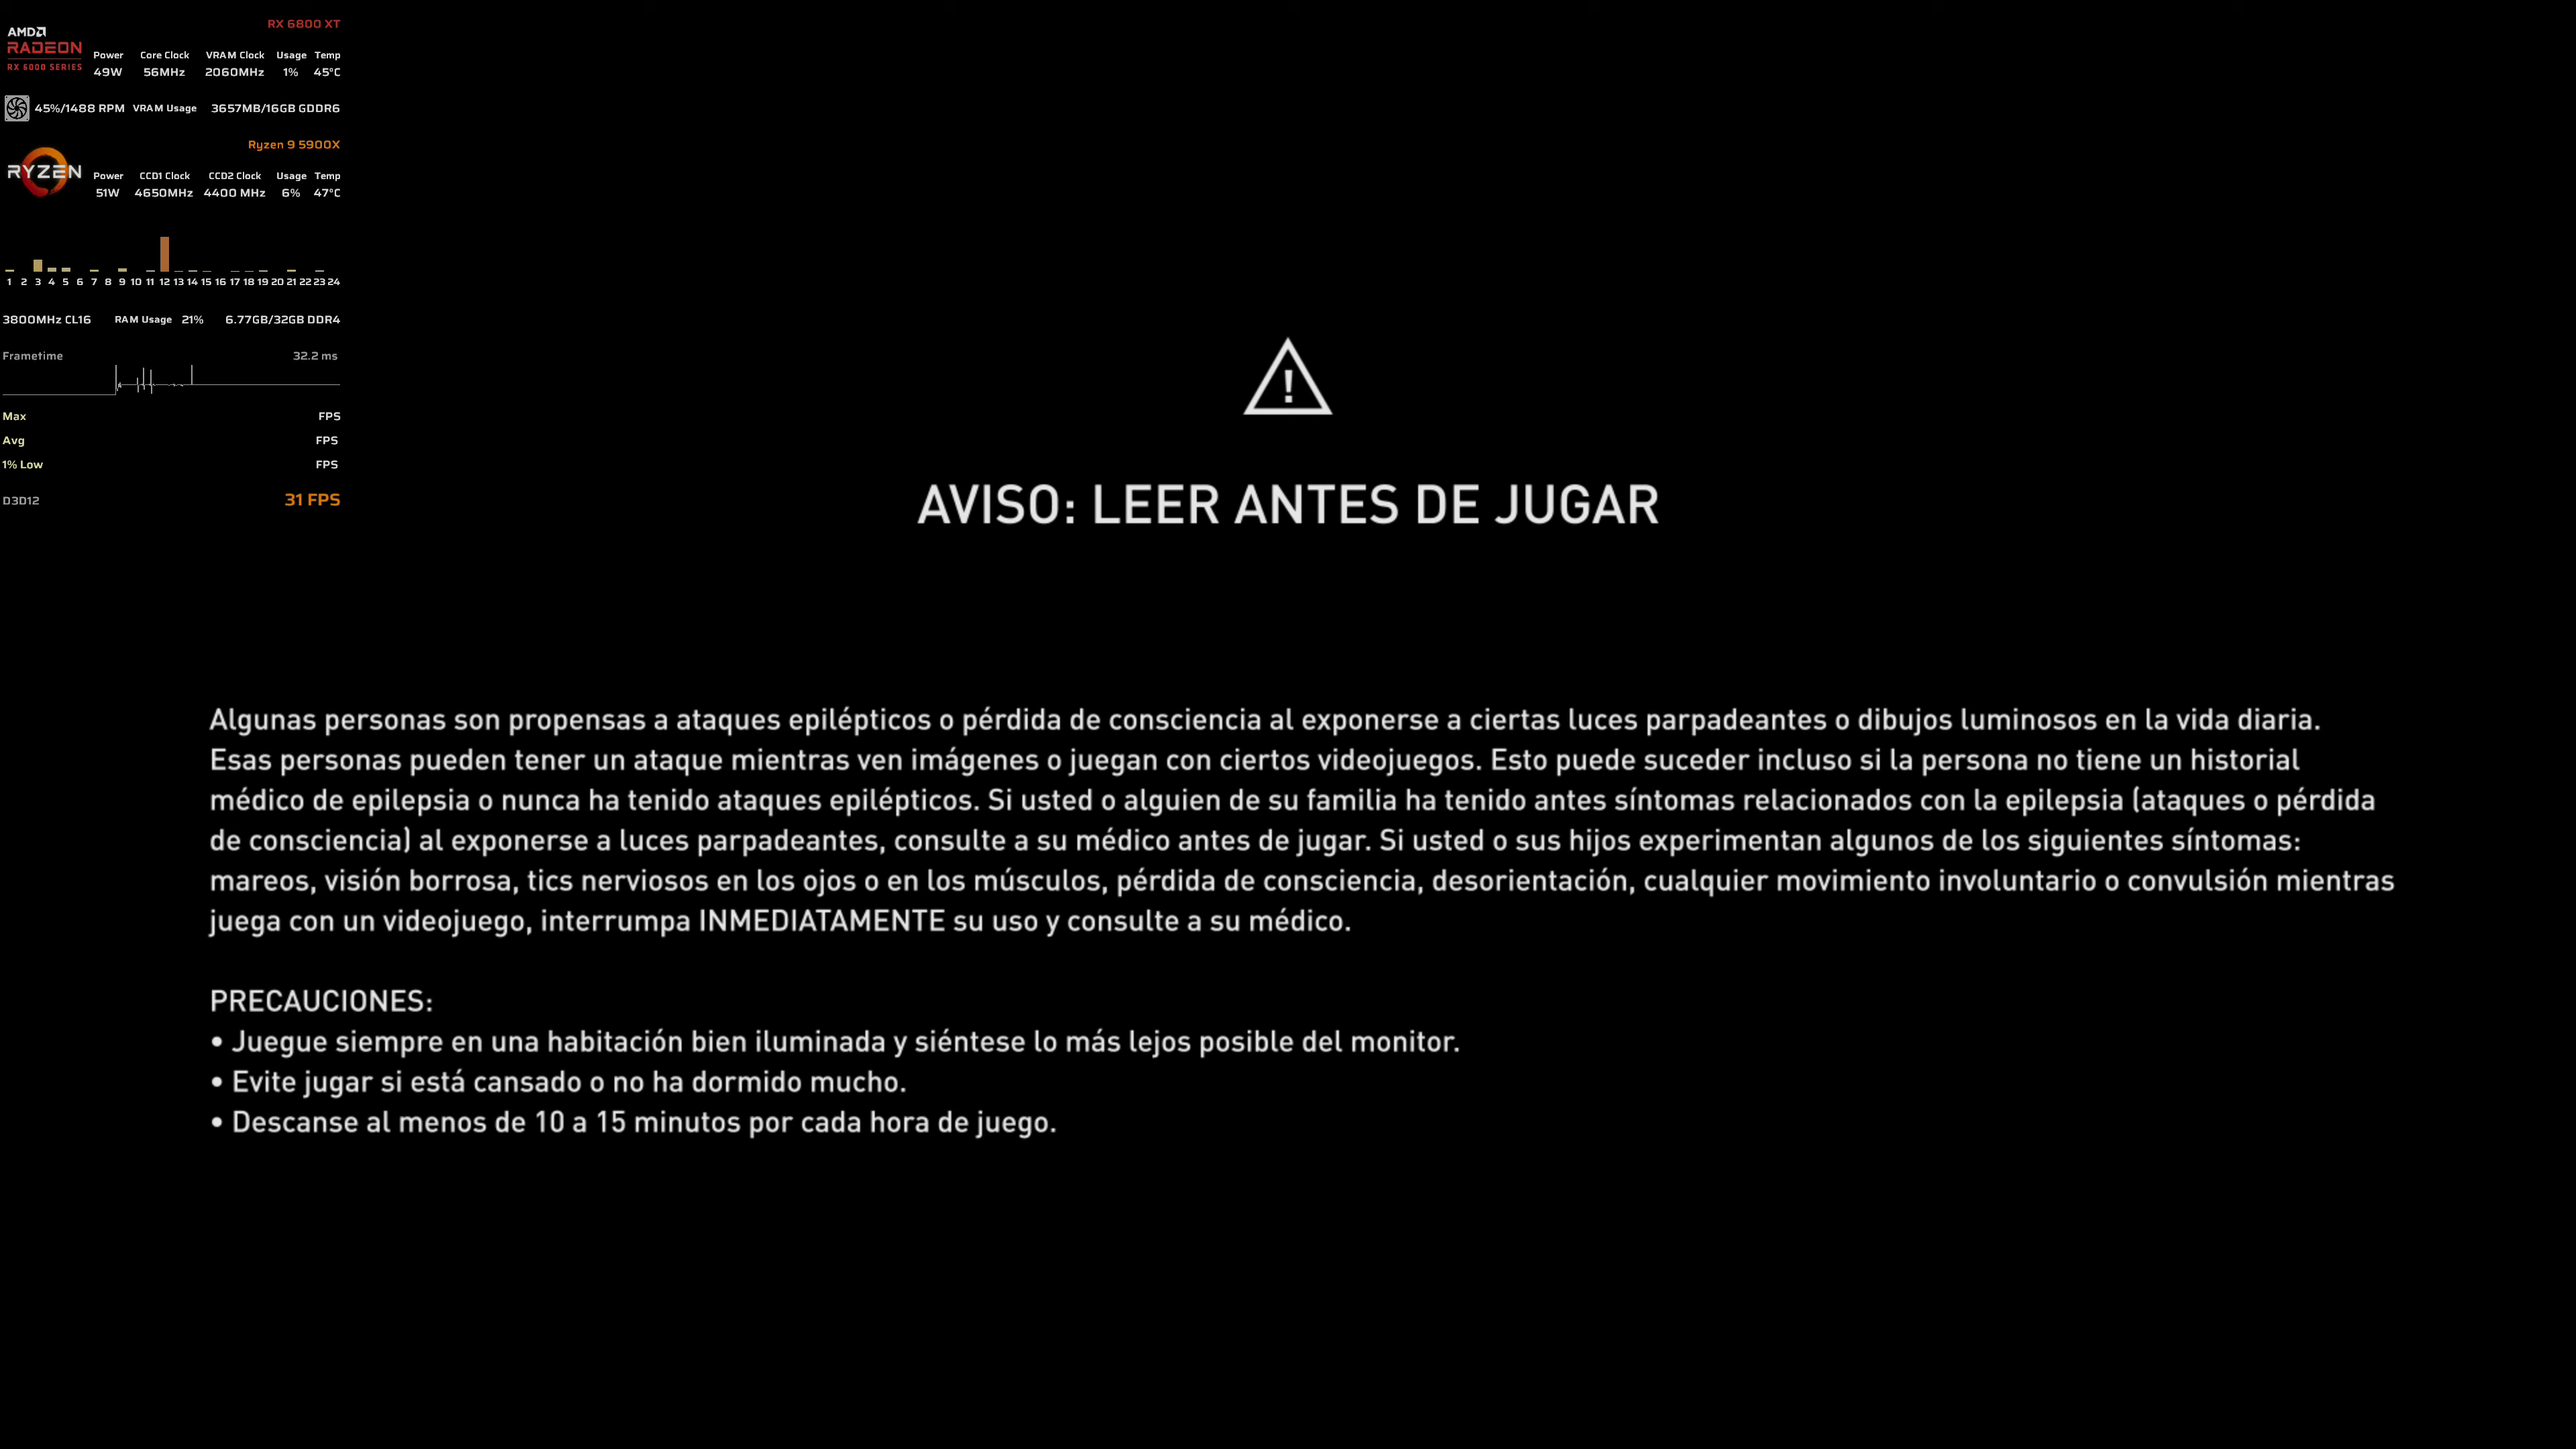 RX 6800 XT
AMD
RADEON
RX 6000 SERIES
Power Core Clock VRAM Clock Usage Temp
49W 56MHz 2060MHz 1% 45°C
45%/1488 RPM VRAM Usage 3657MB/16GB GDDR6
Ryzen 9 5900X
RYZEN
Power CCD1 Clock CCD2 Clock Usage Temp
51W 4650MHz 4400 MHz 6% 47°C
1 2 3 4 5 6 7 8 9 10 11 12 13 14 15 16 17 18 19 20 21 22 23 24
3800MHz CL16 RAM Usage 21% 6.77GB/32GB DDR4
Frametime 32.2 ms
Max FPS
Avg FPS
1% Low FPS
D3D12 31 FPS
!
AVISO: LEER ANTES DE JUGAR
Algunas personas son propensas a ataques epilépticos o pérdida de consciencia al exponerse a ciertas luces parpadeantes o dibujos luminosos en la vida diaria.
Esas personas pueden tener un ataque mientras ven imágenes o juegan con ciertos videojuegos. Esto puede suceder incluso si la persona no tiene un historial
médico de epilepsia o nunca ha tenido ataques epilépticos. Si usted o alguien de su familia ha tenido antes síntomas relacionados con la epilepsia (ataques o pérdida
de consciencia) al exponerse a luces parpadeantes, consulte a su médico antes de jugar. Si usted o sus hijos experimentan algunos de los siguientes síntomas:
mareos, visión borrosa, tics nerviosos en los ojos o en los músculos, pérdida de consciencia, desorientación, cualquier movimiento involuntario o convulsión mientras
juega con un videojuego, interrumpa INMEDIATAMENTE su uso y consulte a su médico.
PRECAUCIONES:
• Juegue siempre en una habitación bien iluminada y siéntese lo más lejos posible del monitor.
• Evite jugar si está cansado o no ha dormido mucho.
• Descanse al menos de 10 a 15 minutos por cada hora de juego.